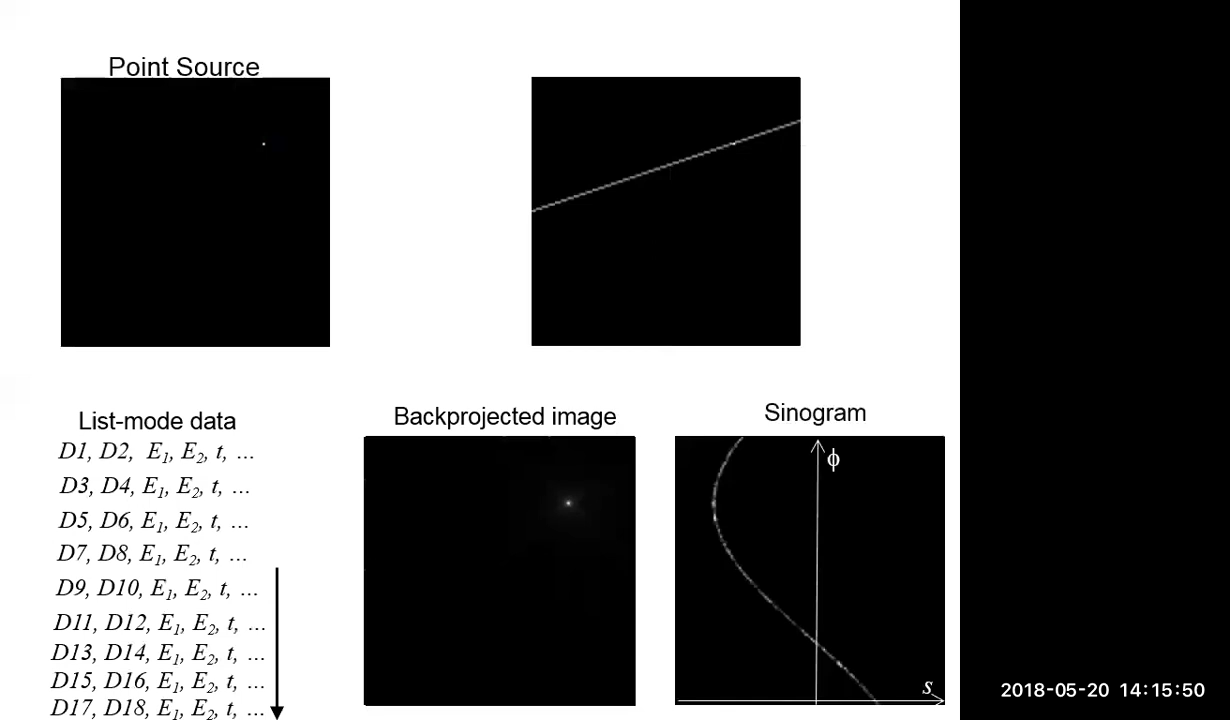 Point Source
List-mode data
D1, D2, E1, E2, t, ...
D3, D4, E1, E2, t, ...
D5, D6, E1, E2, t, ...
D7, D8, E1, E2, t, ...
D9, D10, E1, E2, t, ...
D11, D12, E1, E2, t, ...
D13, D14, E1, E2, t, ...
D15, D16, E1, E2, t, ...
D17, D18, E1, E2, t, ...
Backprojected image
Sinogram
ϕ
s
2018-05-20 14:15:50